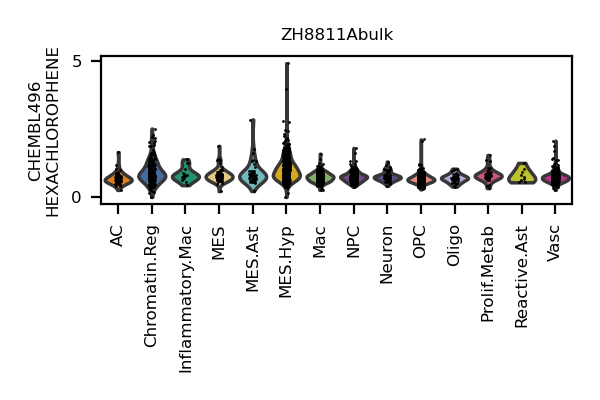 ZH8811Abulk
CHEMBL496
HEXACHLOROPHENE
5
0
AC
Chromatin.Reg
Inflammatory.Mac
MES
MES.Ast
MES.Hyp
Mac
NPC
Neuron
OPC
Oligo
Prolif.Metab
Reactive.Ast
Vasc